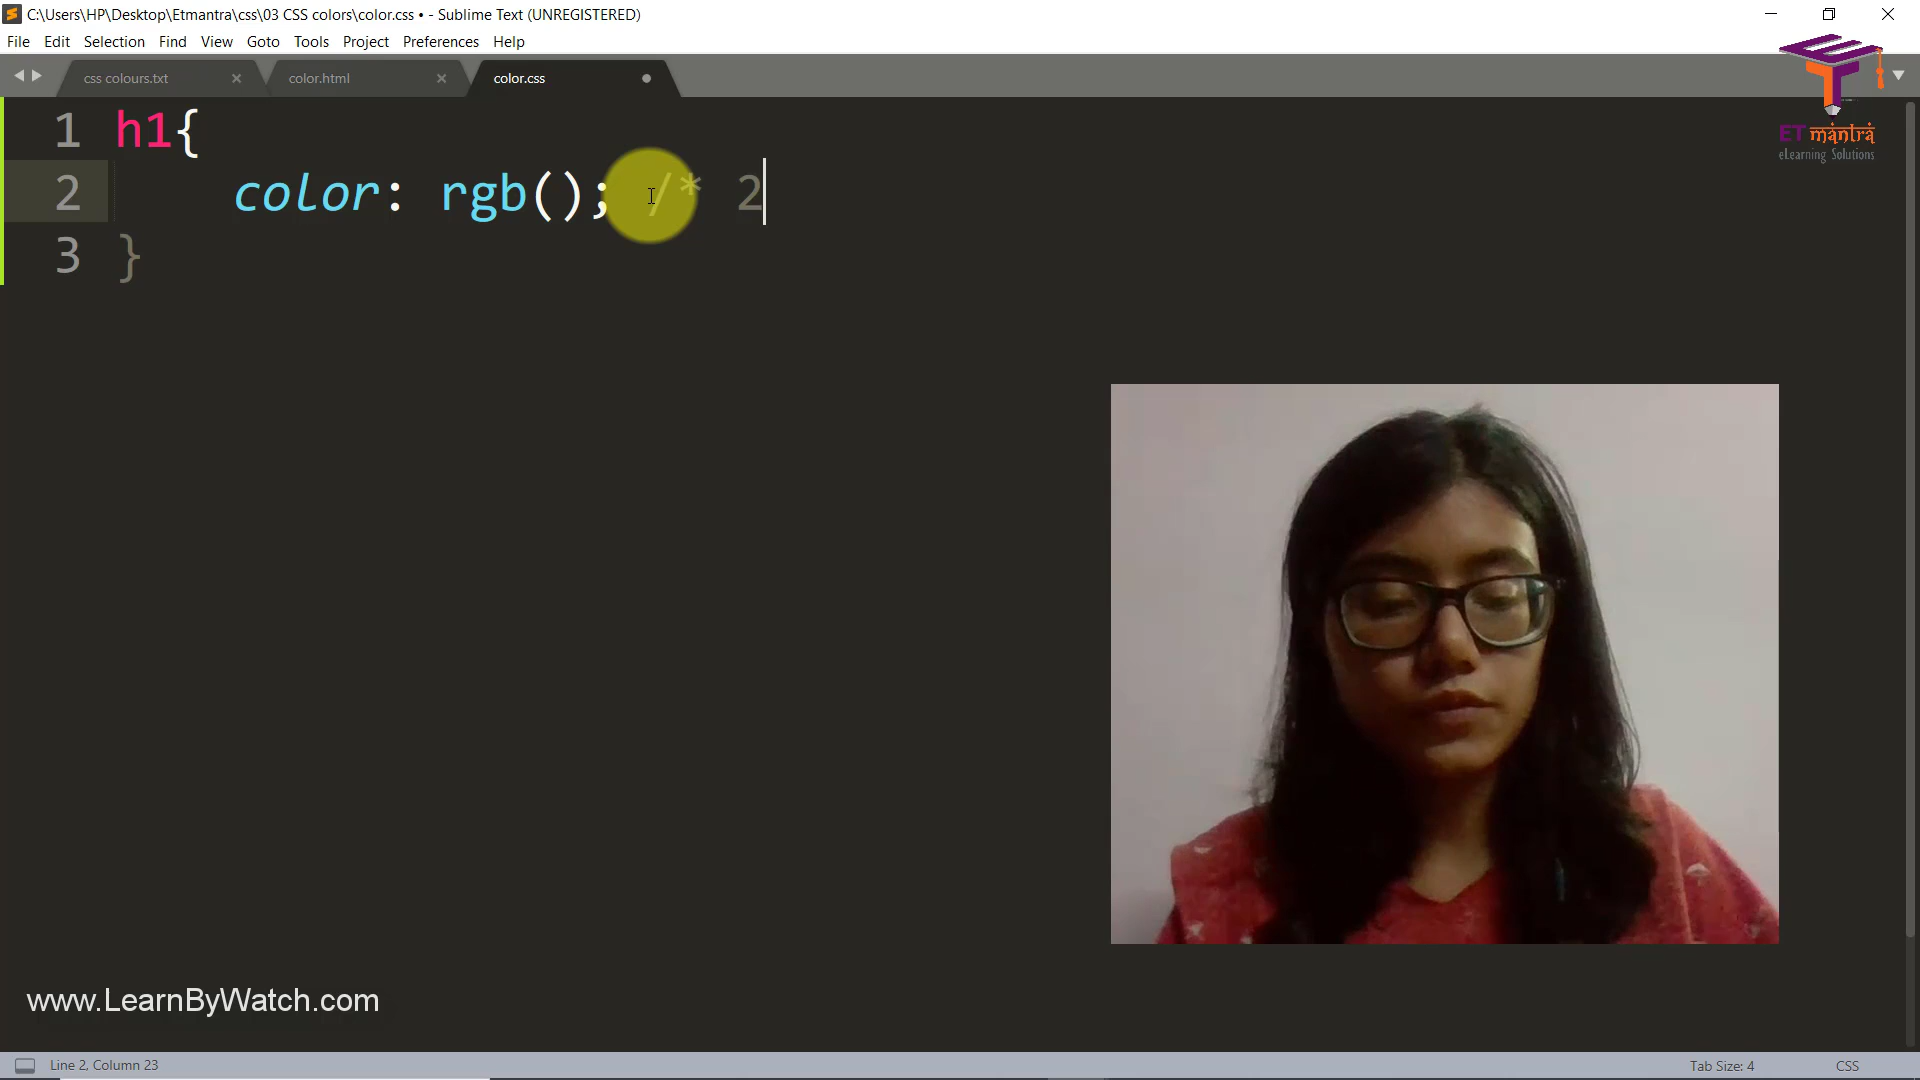 C:\Users\HP\Desktop\Etmantra\css\03 CSS colors\color.css • - Sublime Text (UNREGISTERED)
File Edit Selection Find View Goto Tools Project Preferences Help
css colours.txt color.html color.css
ET mantra
eLearning Solutions
1 h1{
2 color: rgb(); /* 2
3 }
www.LearnByWatch.com
Line 2, Column 23 Tab Size: 4 CSS